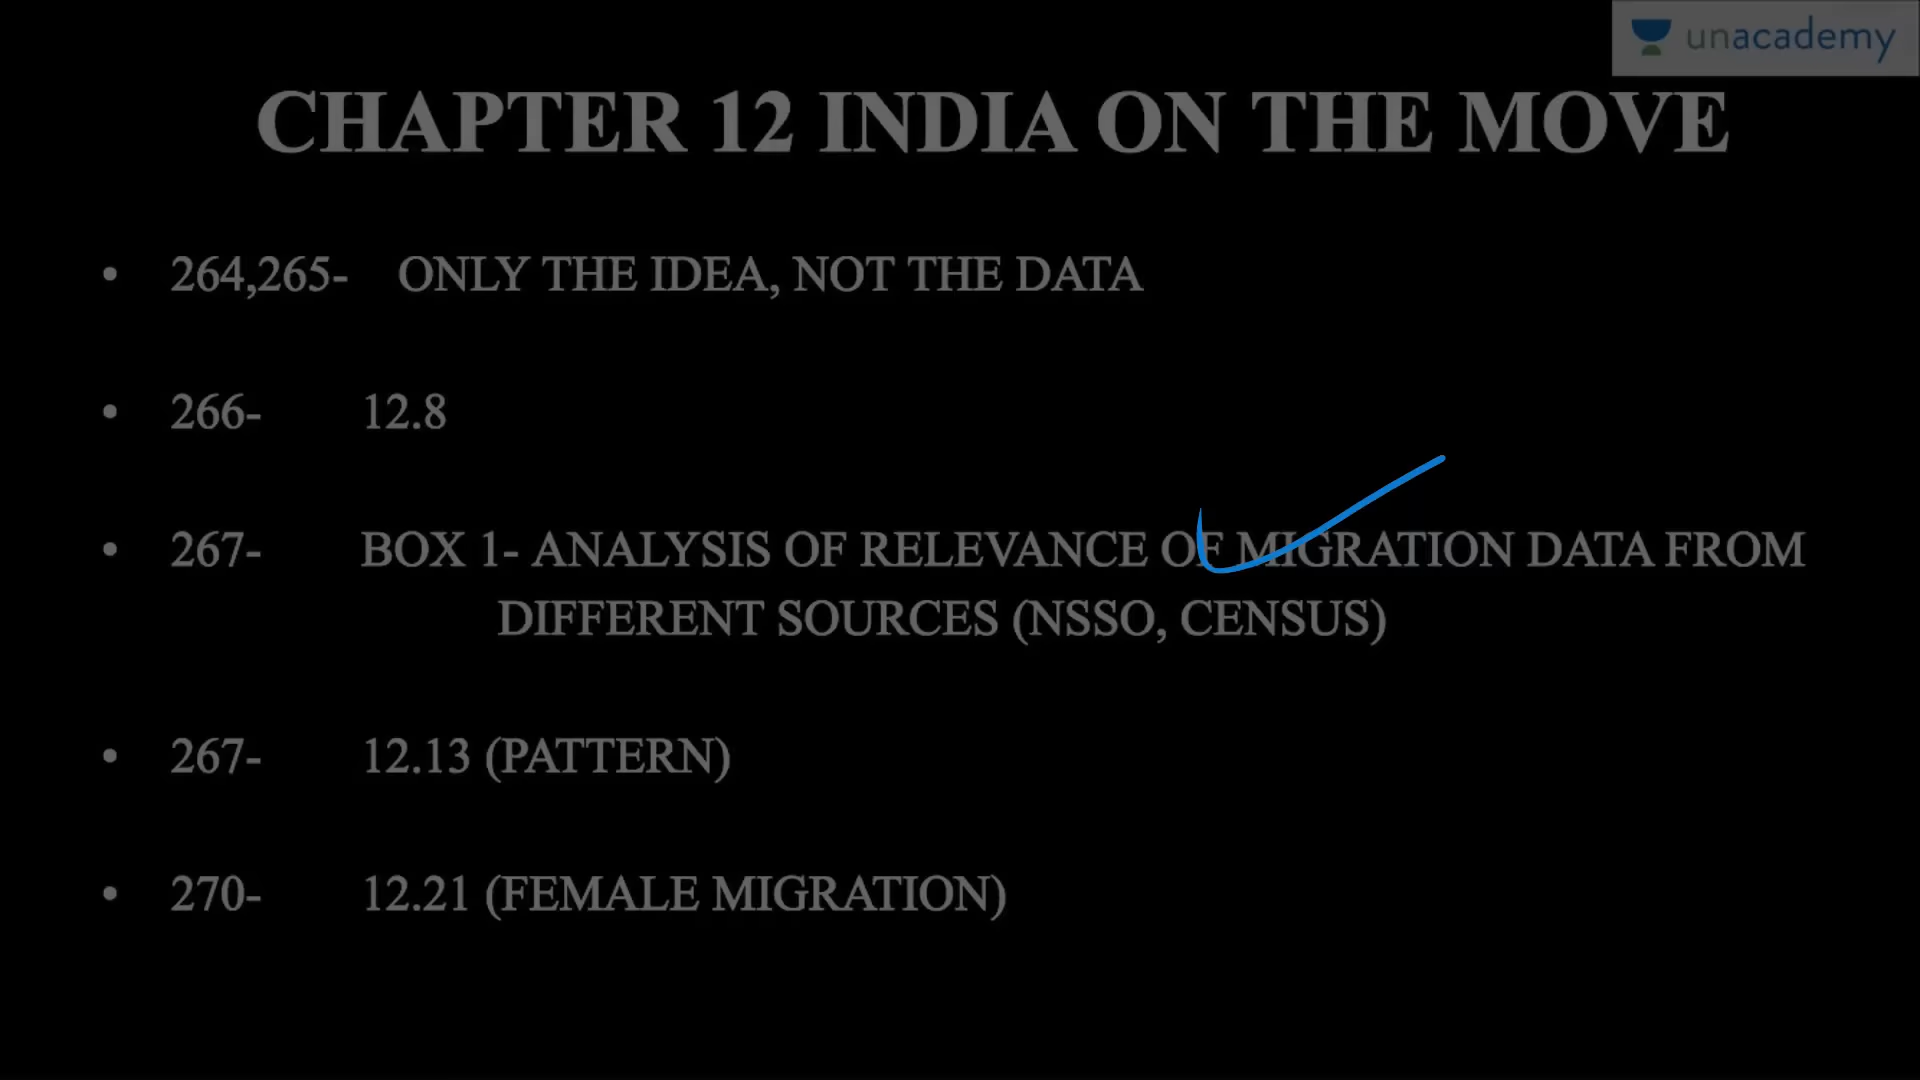 unacademy
CHAPTER 12 INDIA ON THE MOVE
• 264,265- ONLY THE IDEA, NOT THE DATA
• 266- 12.8
• 267- BOX 1- ANALYSIS OF RELEVANCE OF MIGRATION DATA FROM
DIFFERENT SOURCES (NSSO, CENSUS)
• 267- 12.13 (PATTERN)
• 270- 12.21 (FEMALE MIGRATION)